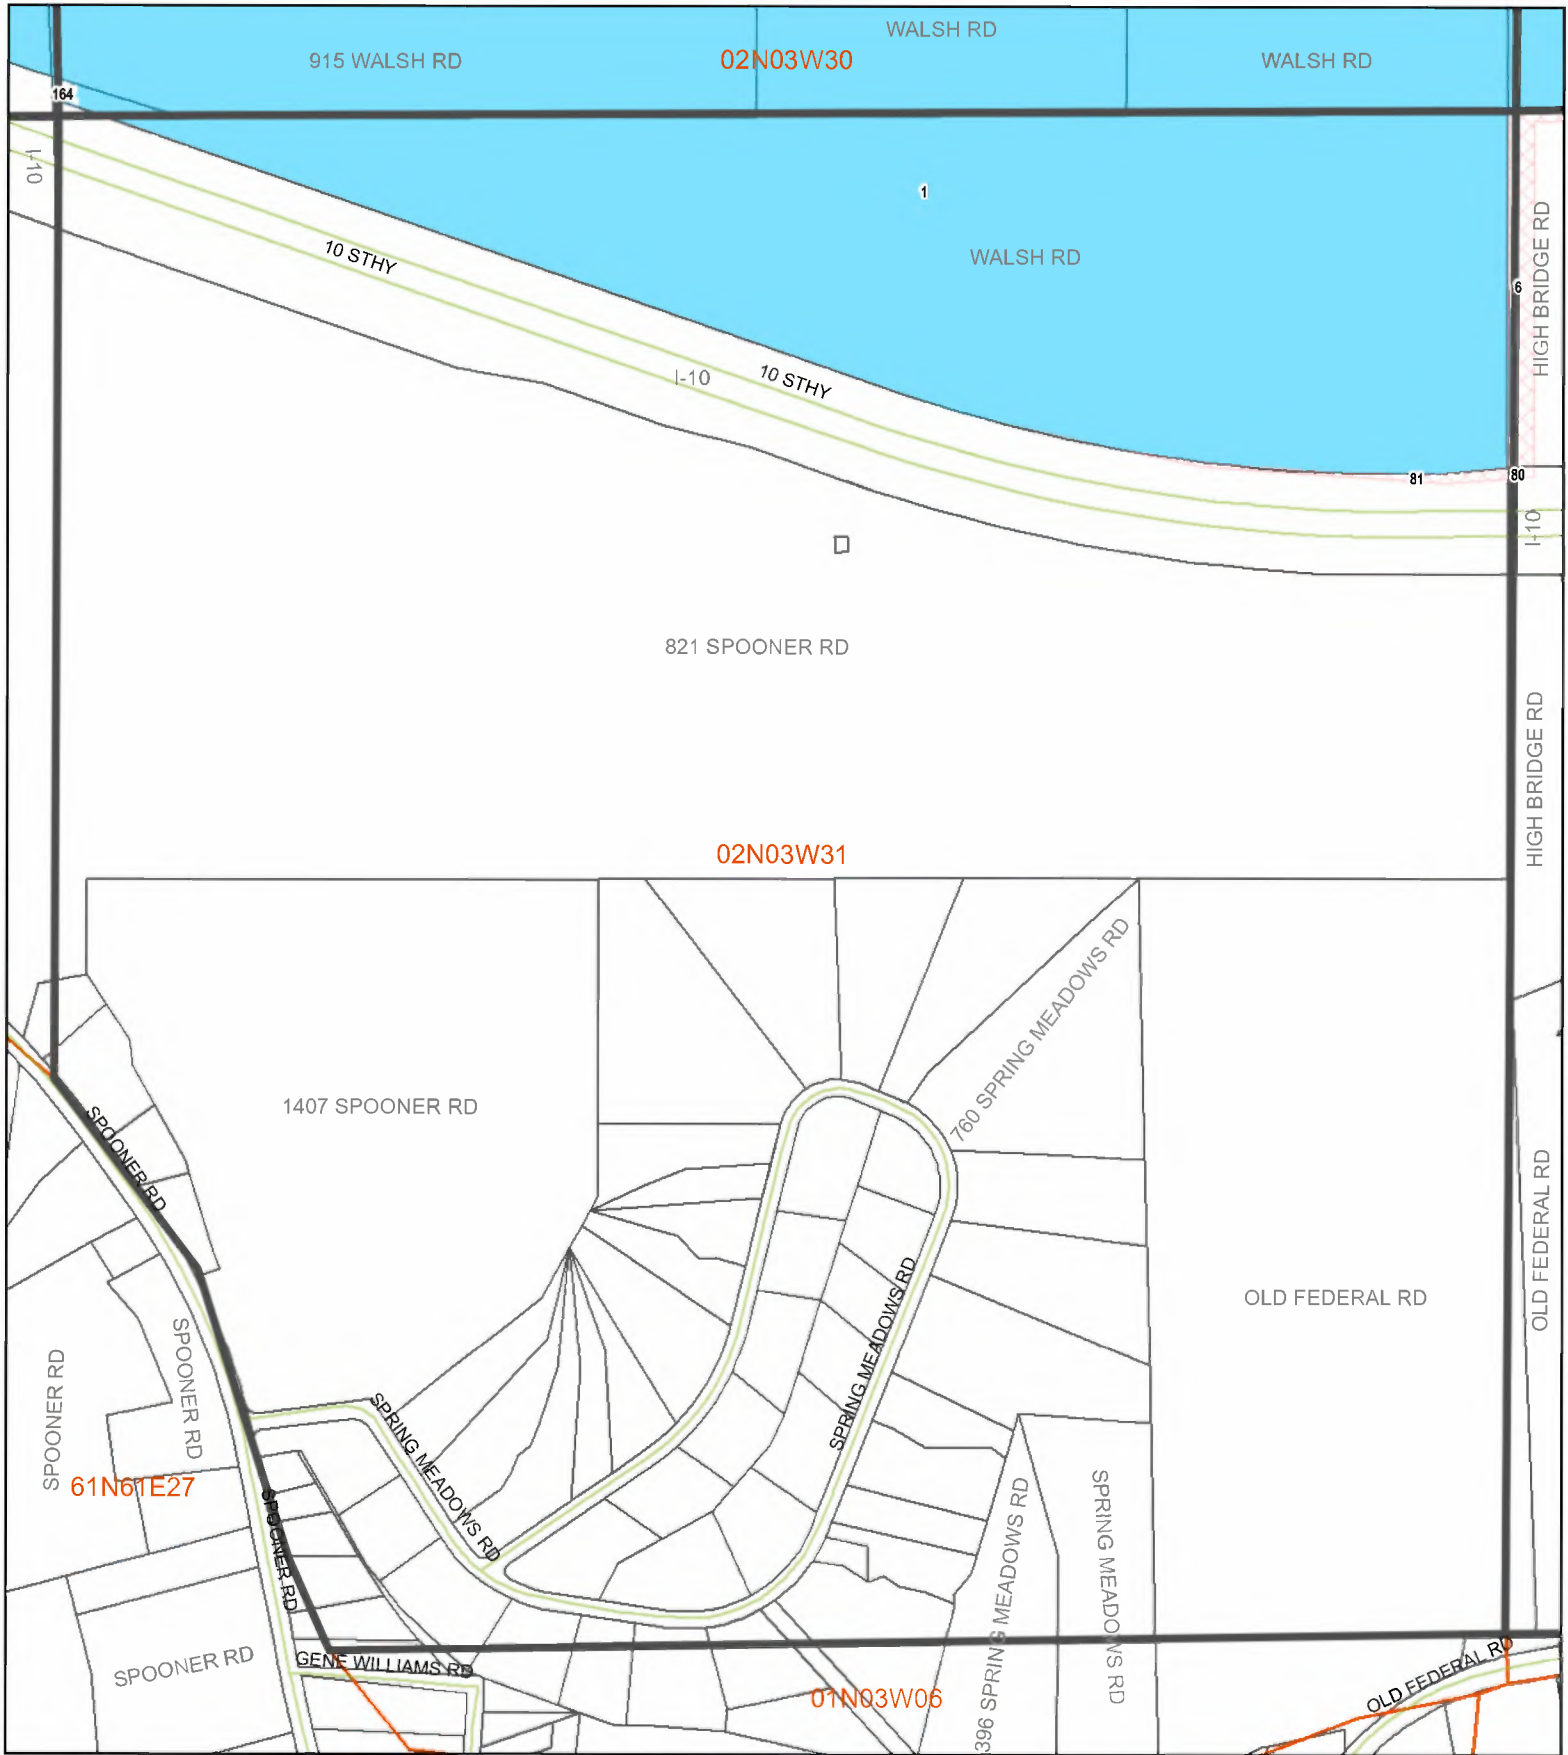 WALSH RD
915 WALSH RD
02N03W30
WALSH RD
164
I-10
1
10 STHY
WALSH RD
HIGH BRIDGE RD
6
I-10
10 STHY
81
80
I-10
821 SPOONER RD
HIGH BRIDGE RD
02N03W31
760 SPRING MEADOWS RD
1407 SPOONER RD
SPOONER RD
OLD FEDERAL RD
OLD FEDERAL RD
SPOONER RD
SPOONER RD
SPRING MEADOWS RD
SPRING MEADOWS RD
61N61E27
SPOONER RD
396 SPRING MEADOWS RD
SPRING MEADOWS RD
SPOONER RD
GENE WILLIAMS RD
01N03W06
OLD FEDERAL RD